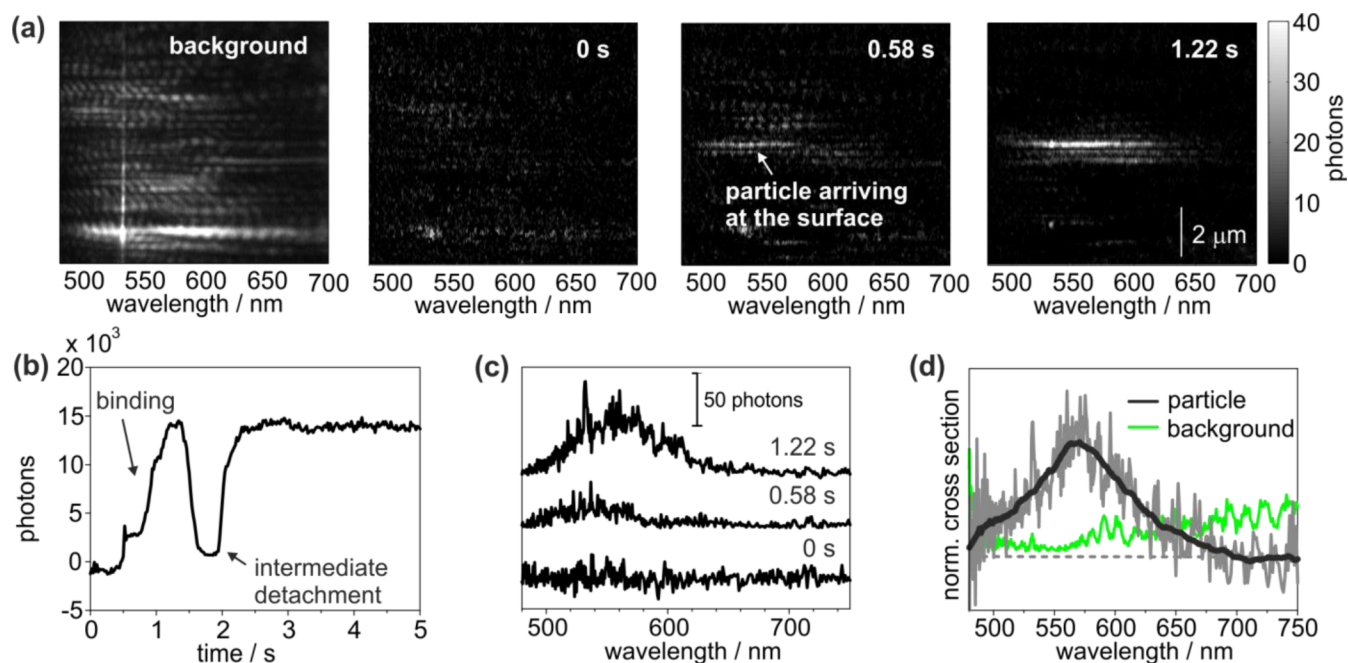 (a)
background
0 s
0.58 s
1.22 s
particle arriving
at the surface
2 μm
40
30
20
10
0
photons
500 550 600 650 700
wavelength / nm
500 550 600 650 700
wavelength / nm
500 550 600 650 700
wavelength / nm
500 550 600 650 700
wavelength / nm
(b)
x 10³
20
15
10
5
0
-5
photons
binding
intermediate
detachment
0 1 2 3 4 5
time / s
(c)
50 photons
1.22 s
0.58 s
0 s
500 600 700
wavelength / nm
(d)
norm. cross section
particle
background
500 550 600 650 700 750
wavelength / nm